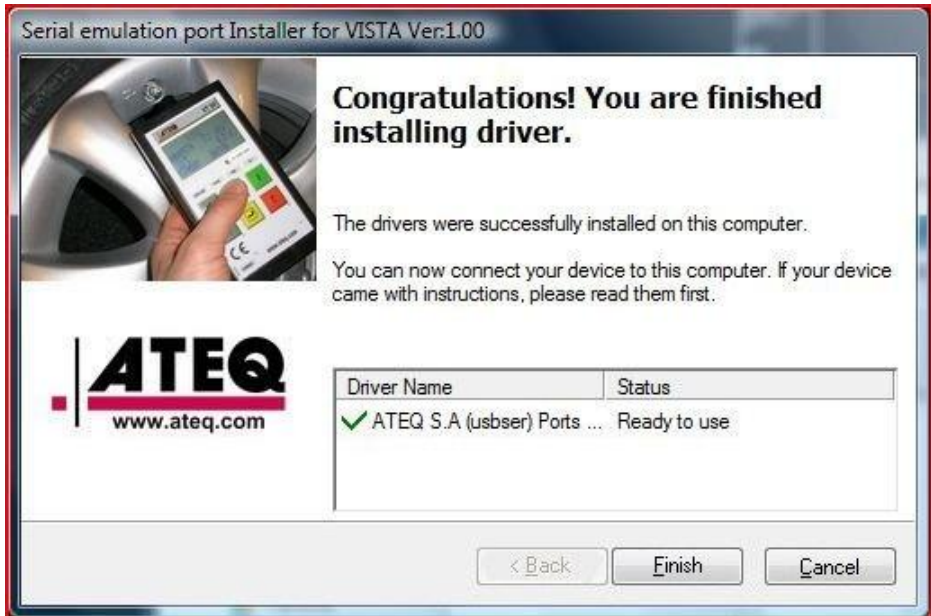 Serial emulation port Installer for VISTA Ver:1.00
Congratulations! You are finished
installing driver.
The drivers were successfully installed on this computer.
You can now connect your device to this computer. If your device
came with instructions, please read them first.
ATEQ
www.ateq.com
Driver Name Status
ATEQ S.A (usbser) Ports ... Ready to use
< Back Finish Cancel